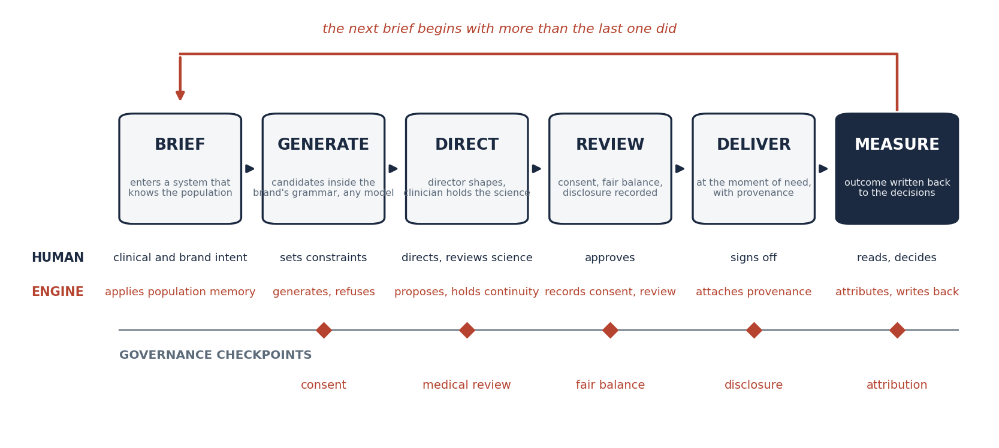 the next brief begins with more than the last one did
BRIEF
enters a system that
knows the population
GENERATE
candidates inside the
brand's grammar, any model
DIRECT
director shapes,
clinician holds the science
REVIEW
consent, fair balance,
disclosure recorded
DELIVER
at the moment of need,
with provenance
MEASURE
outcome written back
to the decisions
HUMAN clinical and brand intent sets constraints directs, reviews science approves signs off reads, decides
ENGINE applies population memory generates, refuses proposes, holds continuity records consent, review attaches provenance attributes, writes back
GOVERNANCE CHECKPOINTS
consent medical review fair balance disclosure attribution